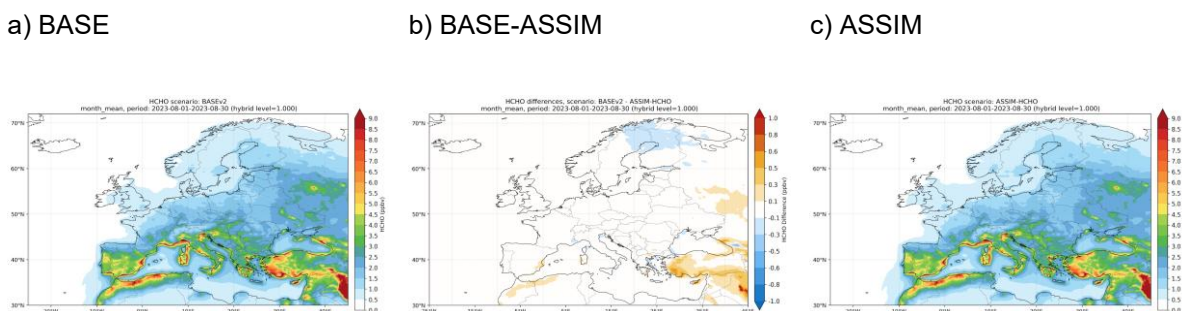 a) BASE
b) BASE-ASSIM
c) ASSIM
HCHO scenario: BASEv2
month_mean, period: 2023-08-01-2023-08-30 (hybrid level=1.000)
70°N
60°N
50°N
40°N
30°N
9.0
8.0
7.5
7.0
6.5
6.0
5.5
5.0
4.5
4.0
3.5
3.0
2.5
2.0
1.5
1.0
0.5
0.0
HCHO (ppbv)
HCHO differences, scenario: BASEv2 - ASSIM-HCHO
month_mean, period: 2023-08-01-2023-08-30 (hybrid level=1.000)
70°N
60°N
50°N
40°N
30°N
1.0
0.8
0.6
0.5
0.3
0.1
-0.1
-0.3
-0.5
-0.6
-0.8
-1.0
HCHO Difference (ppbv)
HCHO scenario: ASSIM-HCHO
month_mean, period: 2023-08-01-2023-08-30 (hybrid level=1.000)
70°N
60°N
50°N
40°N
30°N
9.0
8.0
7.5
7.0
6.5
6.0
5.5
5.0
4.5
4.0
3.5
3.0
2.5
2.0
1.5
1.0
0.5
0.0
HCHO (ppbv)